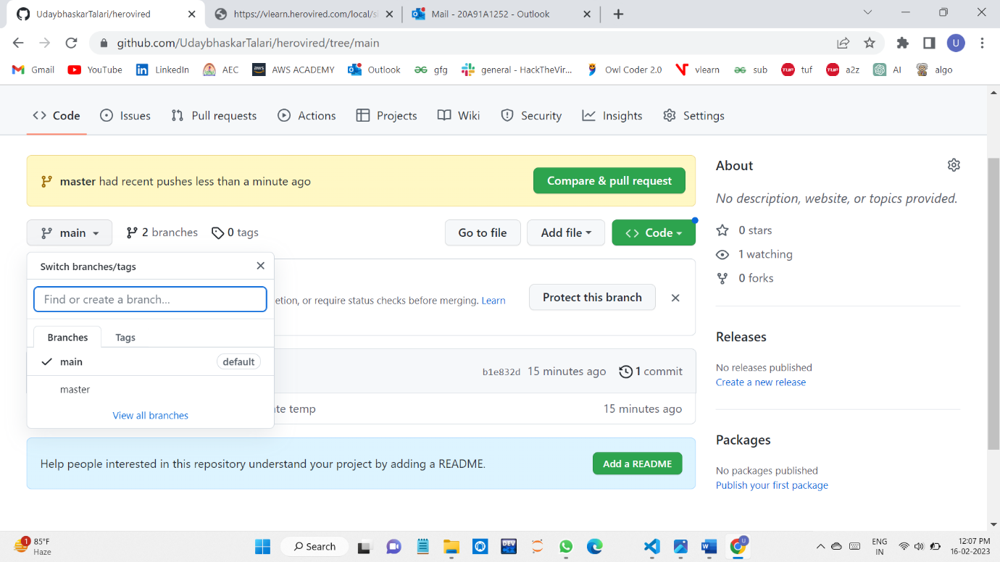 UdaybhaskarTalari/herovired
https://vlearn.herovired.com/local/s
Mail - 20A91A1252 - Outlook
github.com/UdaybhaskarTalari/herovired/tree/main
U
Gmail
YouTube
LinkedIn
AEC
aws
AWS ACADEMY
Outlook
gfg
general - HackTheVir...
Owl Coder 2.0
vlearn
sub
TUF
tuf
TUF
a2z
AI
algo
Code
Issues
Pull requests
Actions
Projects
Wiki
Security
Insights
Settings
master had recent pushes less than a minute ago
Compare & pull request
main
2 branches
0 tags
Go to file
Add file
Code
Switch branches/tags
Find or create a branch...
Branches
Tags
main
default
master
View all branches
etion, or require status checks before merging. Learn
Protect this branch
b1e832d
15 minutes ago
1 commit
te temp
15 minutes ago
Help people interested in this repository understand your project by adding a README.
Add a README
About
No description, website, or topics provided.
0 stars
1 watching
0 forks
Releases
No releases published
Create a new release
Packages
No packages published
Publish your first package
1
85°F
Haze
Search
DEV
U
ENG
IN
12:07 PM
16-02-2023